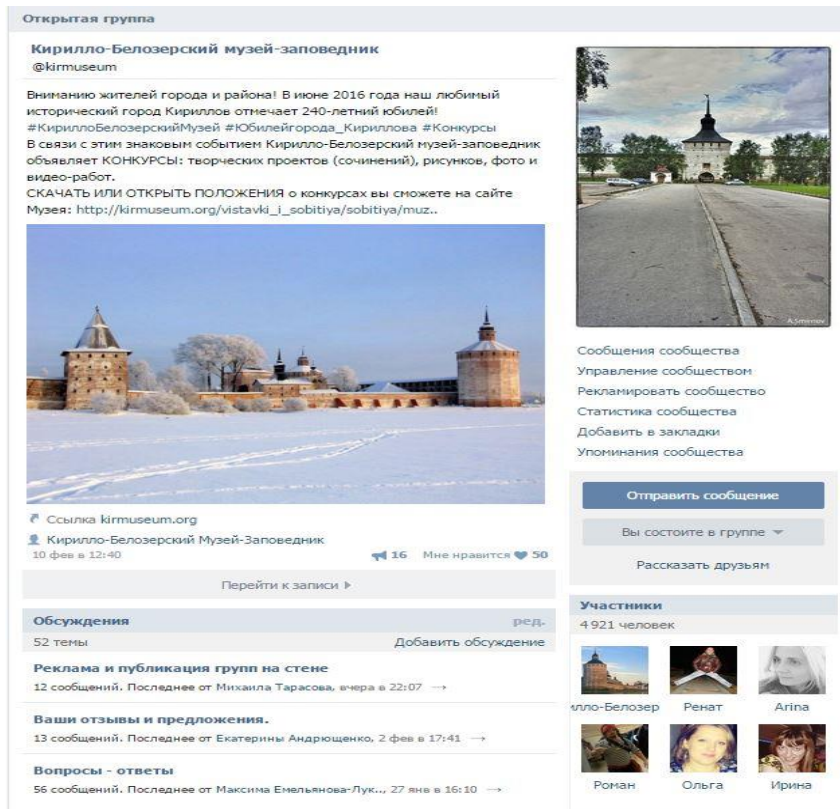 Открытая группа
Кирилло-Белозерский музей-заповедник
@kirmuseum
Вниманию жителей города и района! В июне 2016 года наш любимый
исторический город Кириллов отмечает 240-летний юбилей!
#КириллоБелозерскийМузей #Юбилейгорода_Кириллова #Конкурсы
В связи с этим знаковым событием Кирилло-Белозерский музей-заповедник
объявляет КОНКУРСЫ: творческих проектов (сочинений), рисунков, фото и
видео-работ.
СКАЧАТЬ ИЛИ ОТКРЫТЬ ПОЛОЖЕНИЯ о конкурсах вы сможете на сайте
Музея: http://kirmuseum.org/vistavki_i_sobitiya/sobitiya/muz..
Ссылка kirmuseum.org
Кирилло-Белозерский Музей-Заповедник
10 фев в 12:40
16 Мне нравится 50
Перейти к записи
Обсуждения ред.
52 темы Добавить обсуждение
Реклама и публикация групп на стене
12 сообщений. Последнее от Михаила Тарасова, вчера в 22:07 →
Ваши отзывы и предложения.
13 сообщений. Последнее от Екатерины Андрющенко, 2 фев в 17:41 →
Вопросы - ответы
56 сообщений. Последнее от Максима Емельянова-Лук.., 27 янв в 16:10 →
A.Smirnov
Сообщения сообщества
Управление сообществом
Рекламировать сообщество
Статистика сообщества
Добавить в закладки
Упоминания сообщества
Отправить сообщение
Вы состоите в группе
Рассказать друзьям
Участники
4 921 человек
илло-Белозер Ренат Arina
Роман Ольга Ирина